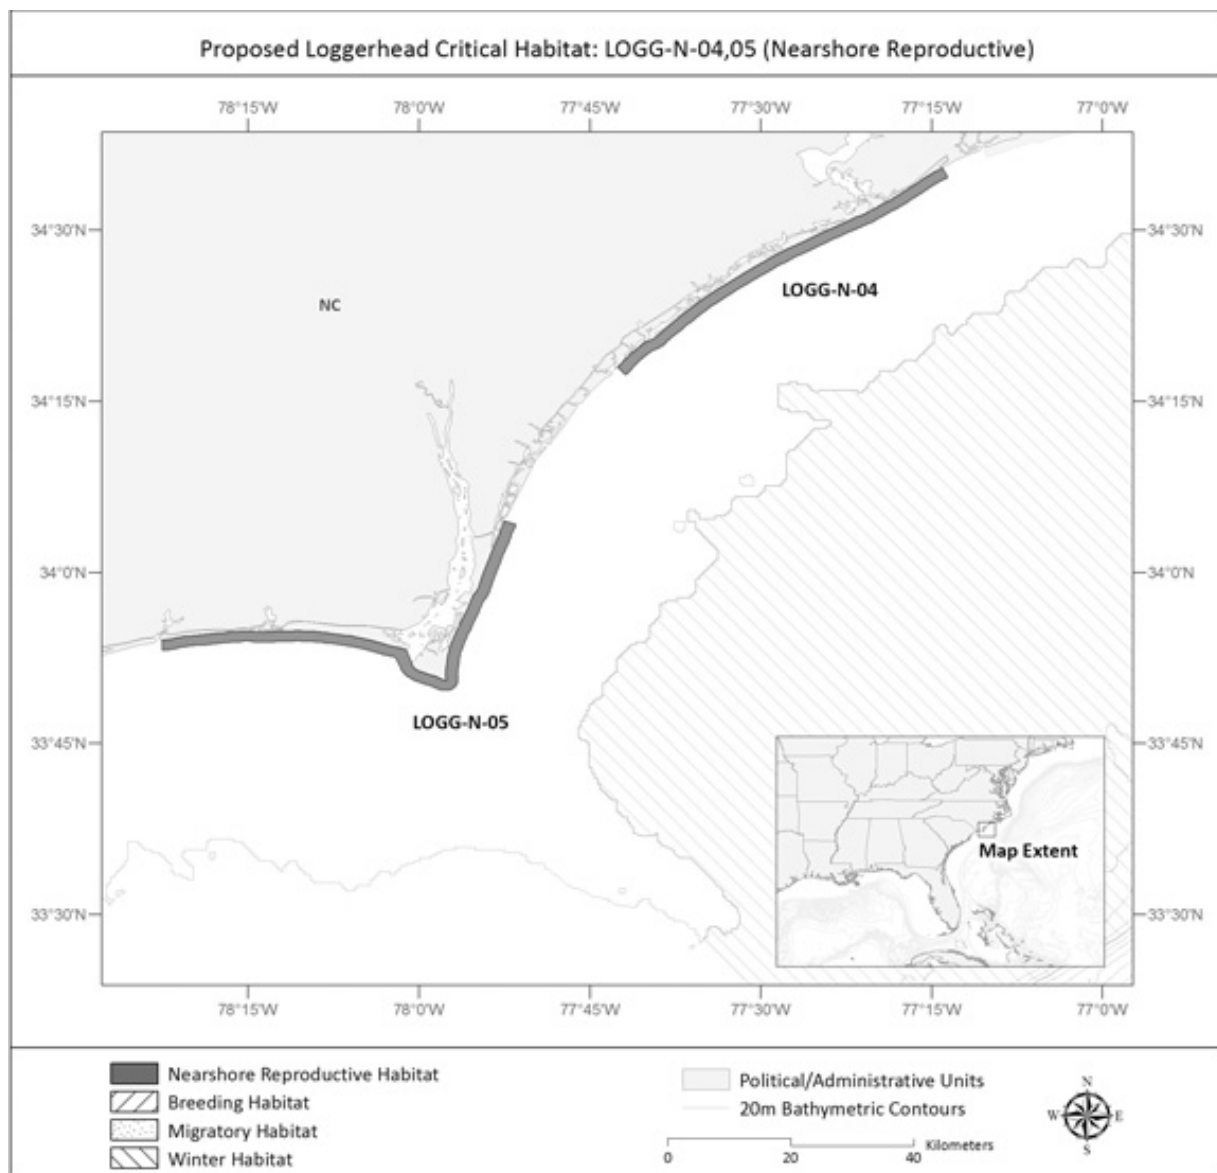 Proposed Loggerhead Critical Habitat: LOGG-N-04,05 (Nearshore Reproductive)
78°15'W 78°0'W 77°45'W 77°30'W 77°15'W 77°0'W
34°30'N 34°30'N
LOGG-N-04
NC
34°15'N 34°15'N
34°0'N 34°0'N
LOGG-N-05
33°45'N 33°45'N
Map Extent
33°30'N 33°30'N
78°15'W 78°0'W 77°45'W 77°30'W 77°15'W 77°0'W
Nearshore Reproductive Habitat
Breeding Habitat
Migratory Habitat
Winter Habitat
Political/Administrative Units
20m Bathymetric Contours
Kilometers
0 20 40
N
W E
S